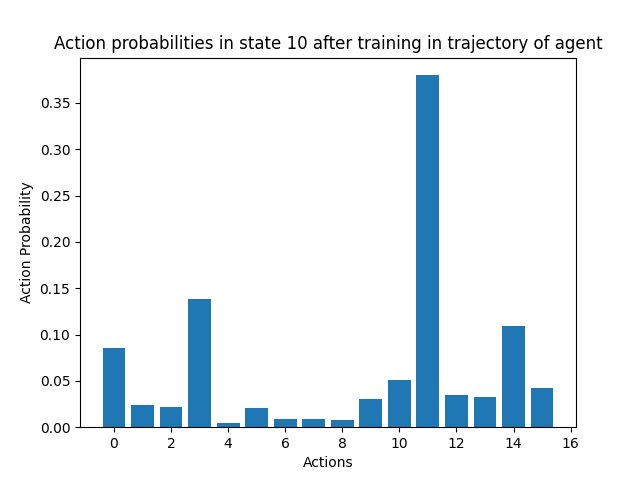 Action probabilities in state 10 after training in trajectory of agent
0.35
0.30
0.25
0.20
0.15
0.10
0.05
0.00
Action Probability
0 2 4 6 8 10 12 14 16
Actions